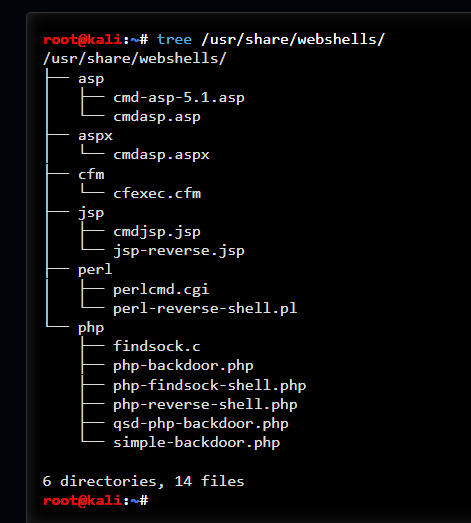 root@kali:~# tree /usr/share/webshells/
/usr/share/webshells/
├── asp
│   ├── cmd-asp-5.1.asp
│   └── cmdasp.asp
├── aspx
│   └── cmdasp.aspx
├── cfm
│   └── cfexec.cfm
├── jsp
│   ├── cmdjsp.jsp
│   └── jsp-reverse.jsp
├── perl
│   ├── perlcmd.cgi
│   └── perl-reverse-shell.pl
└── php
    ├── findsock.c
    ├── php-backdoor.php
    ├── php-findsock-shell.php
    ├── php-reverse-shell.php
    ├── qsd-php-backdoor.php
    └── simple-backdoor.php
6 directories, 14 files
root@kali:~#